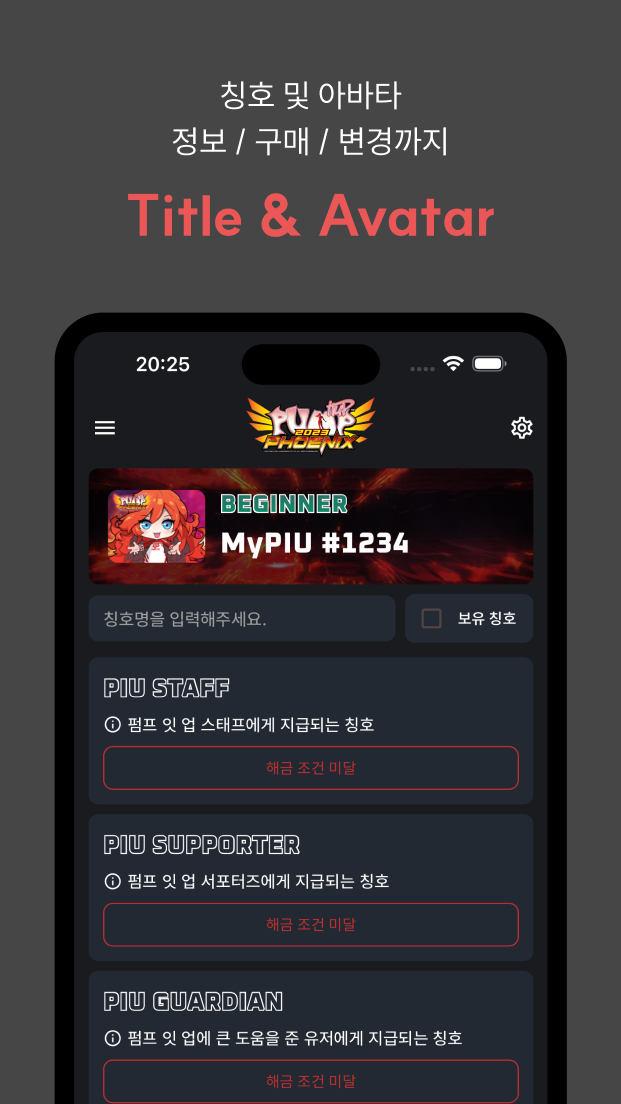 칭호 및 아바타
정보 / 구매 / 변경까지
Title & Avatar
20:25
PUMP IT UP
2023
PHOENIX
PUMP
BEGINNER
MyPIU #1234
칭호명을 입력해주세요.
보유 칭호
PIU STAFF
펌프 잇 업 스태프에게 지급되는 칭호
해금 조건 미달
PIU SUPPORTER
펌프 잇 업 서포터즈에게 지급되는 칭호
해금 조건 미달
PIU GUARDIAN
펌프 잇 업에 큰 도움을 준 유저에게 지급되는 칭호
해금 조건 미달